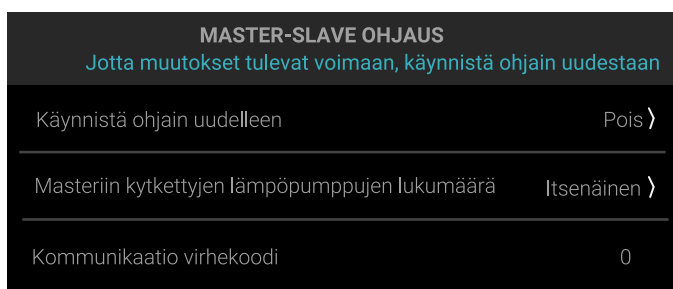 MASTER-SLAVE OHJAUS
Jotta muutokset tulevat voimaan, käynnistä ohjain uudestaan
Käynnistä ohjain uudelleen Pois ⟩
Masteriin kytkettyjen lämpöpumppujen lukumäärä Itsenäinen ⟩
Kommunikaatio virhekoodi 0